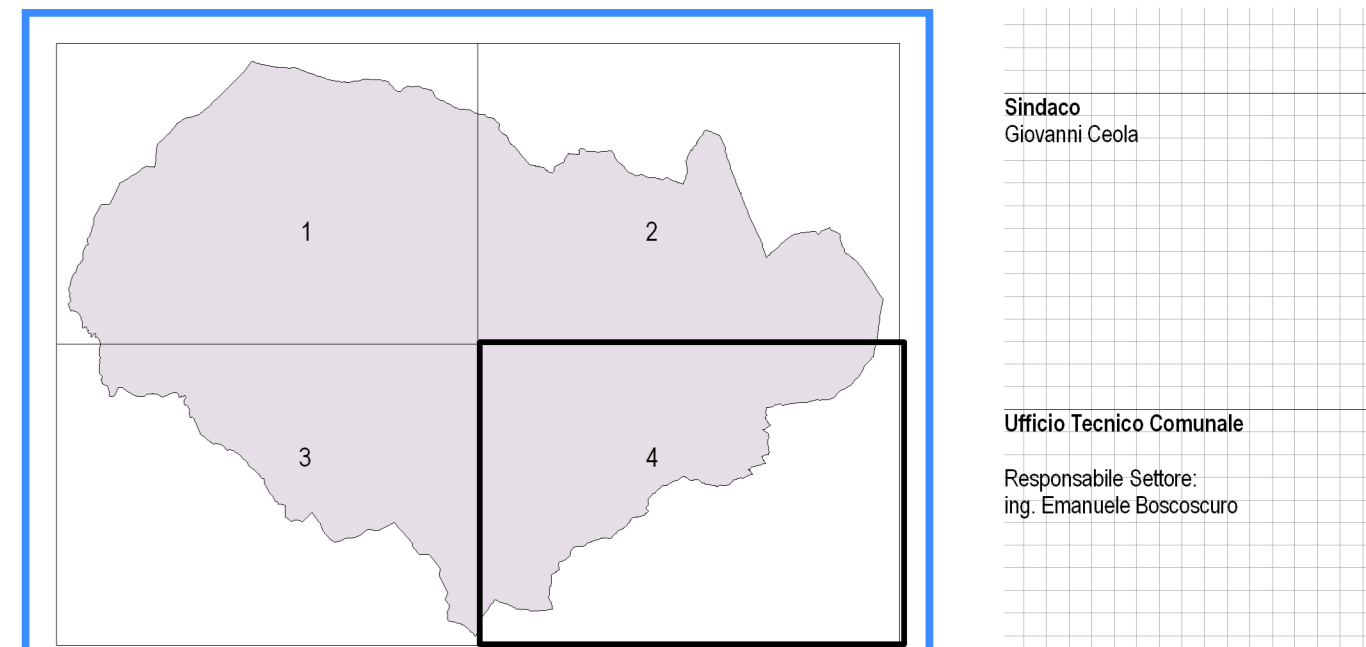 1
2
3
4
Sindaco
Giovanni Ceola
Ufficio Tecnico Comunale
Responsabile Settore:
ing. Emanuele Boscoscuro